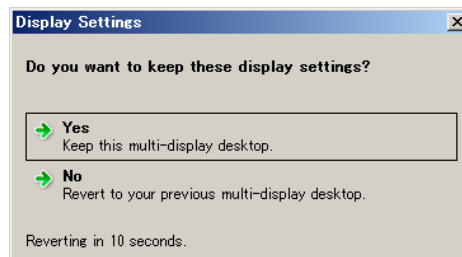 Display Settings
Do you want to keep these display settings?
Yes
Keep this multi-display desktop.
No
Revert to your previous multi-display desktop.
Reverting in 10 seconds.